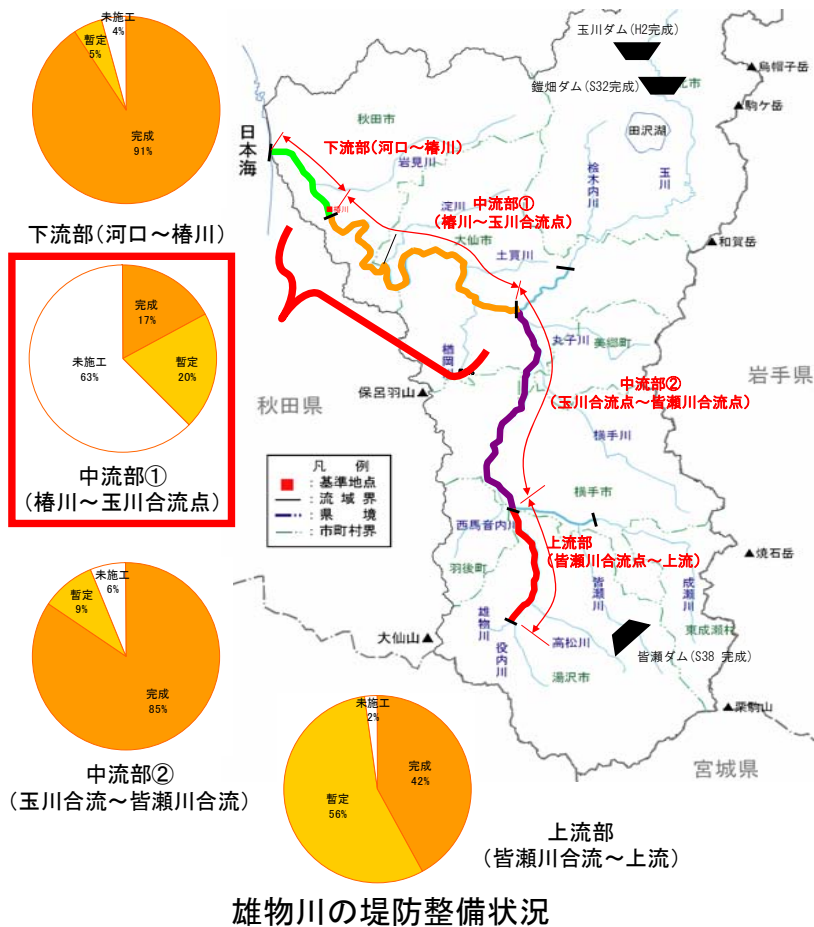 未施工
4%
暫定
5%
完成
91%
下流部(河口～椿川)
完成
17%
暫定
20%
未施工
63%
中流部①
(椿川～玉川合流点)
未施工
6%
暫定
9%
完成
85%
中流部②
(玉川合流～皆瀬川合流)
未施工
2%
完成
42%
暫定
56%
上流部
(皆瀬川合流～上流)
玉川ダム(H2完成)
▲烏帽子岳
鎧畑ダム(S32完成)
▲駒ケ岳
田沢湖
秋田市
日本海
下流部(河口～椿川)
岩見川
桧木内川
玉川
中流部①
(椿川～玉川合流点)
淀川
大仙市
土買川
▲和賀岳
丸子川
美郷町
楢岡
保呂羽山▲
秋田県
岩手県
中流部②
(玉川合流点～皆瀬川合流点)
横手川
凡 例
■ : 基準地点
: 流域界
: 県境
: 市町村界
横手市
西馬音内川
上流部
(皆瀬川合流点～上流)
▲焼石岳
羽後町
皆瀬川
成瀬川
雄物川
役内川
高松川
東成瀬村
大仙山▲
皆瀬ダム(S38 完成)
湯沢市
▲栗駒山
宮城県
雄物川の堤防整備状況